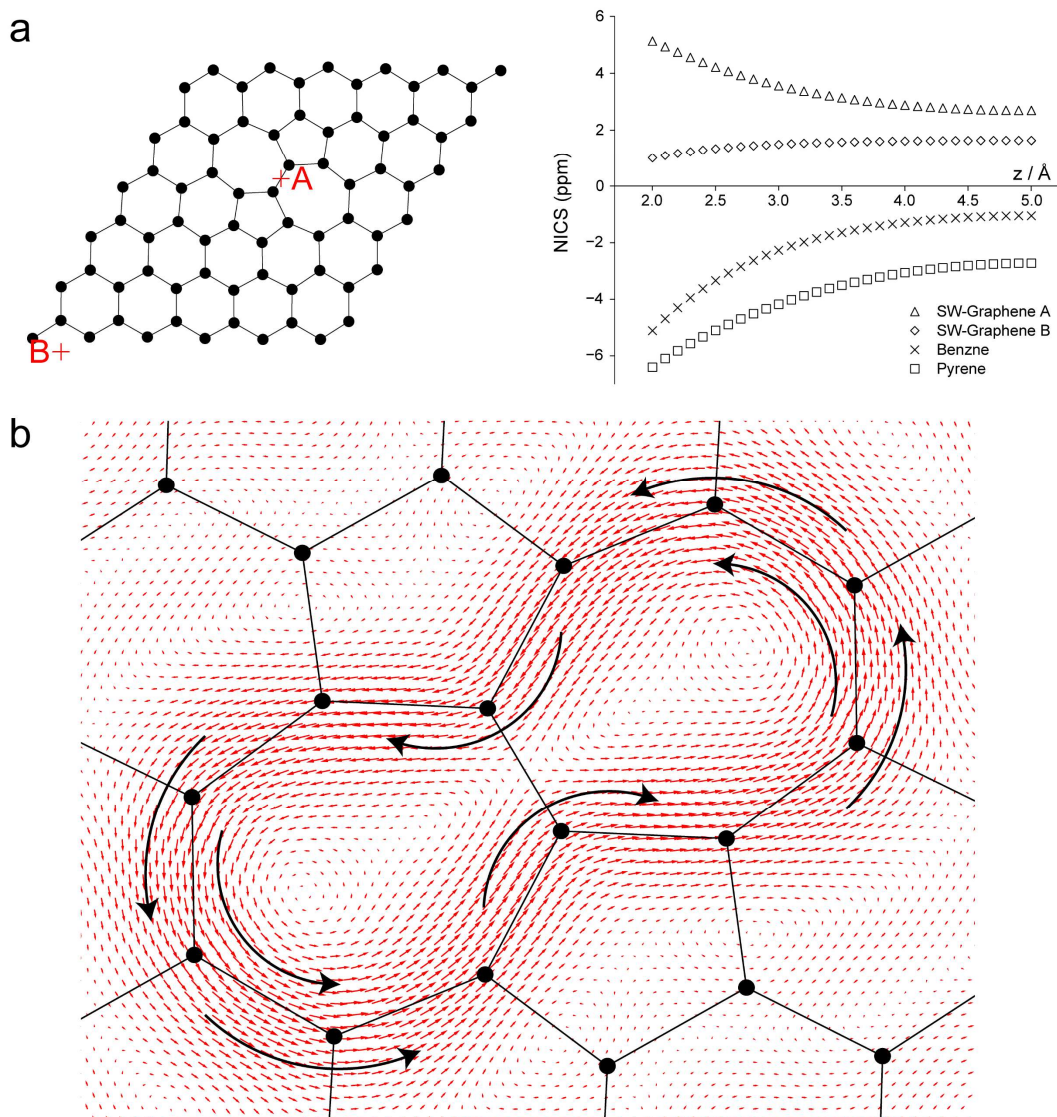 a
A
B
NICS (ppm)
6
4
2
0
−2
−4
−6
z / Å
2.0 2.5 3.0 3.5 4.0 4.5 5.0
SW-Graphene A
SW-Graphene B
Benzne
Pyrene
b